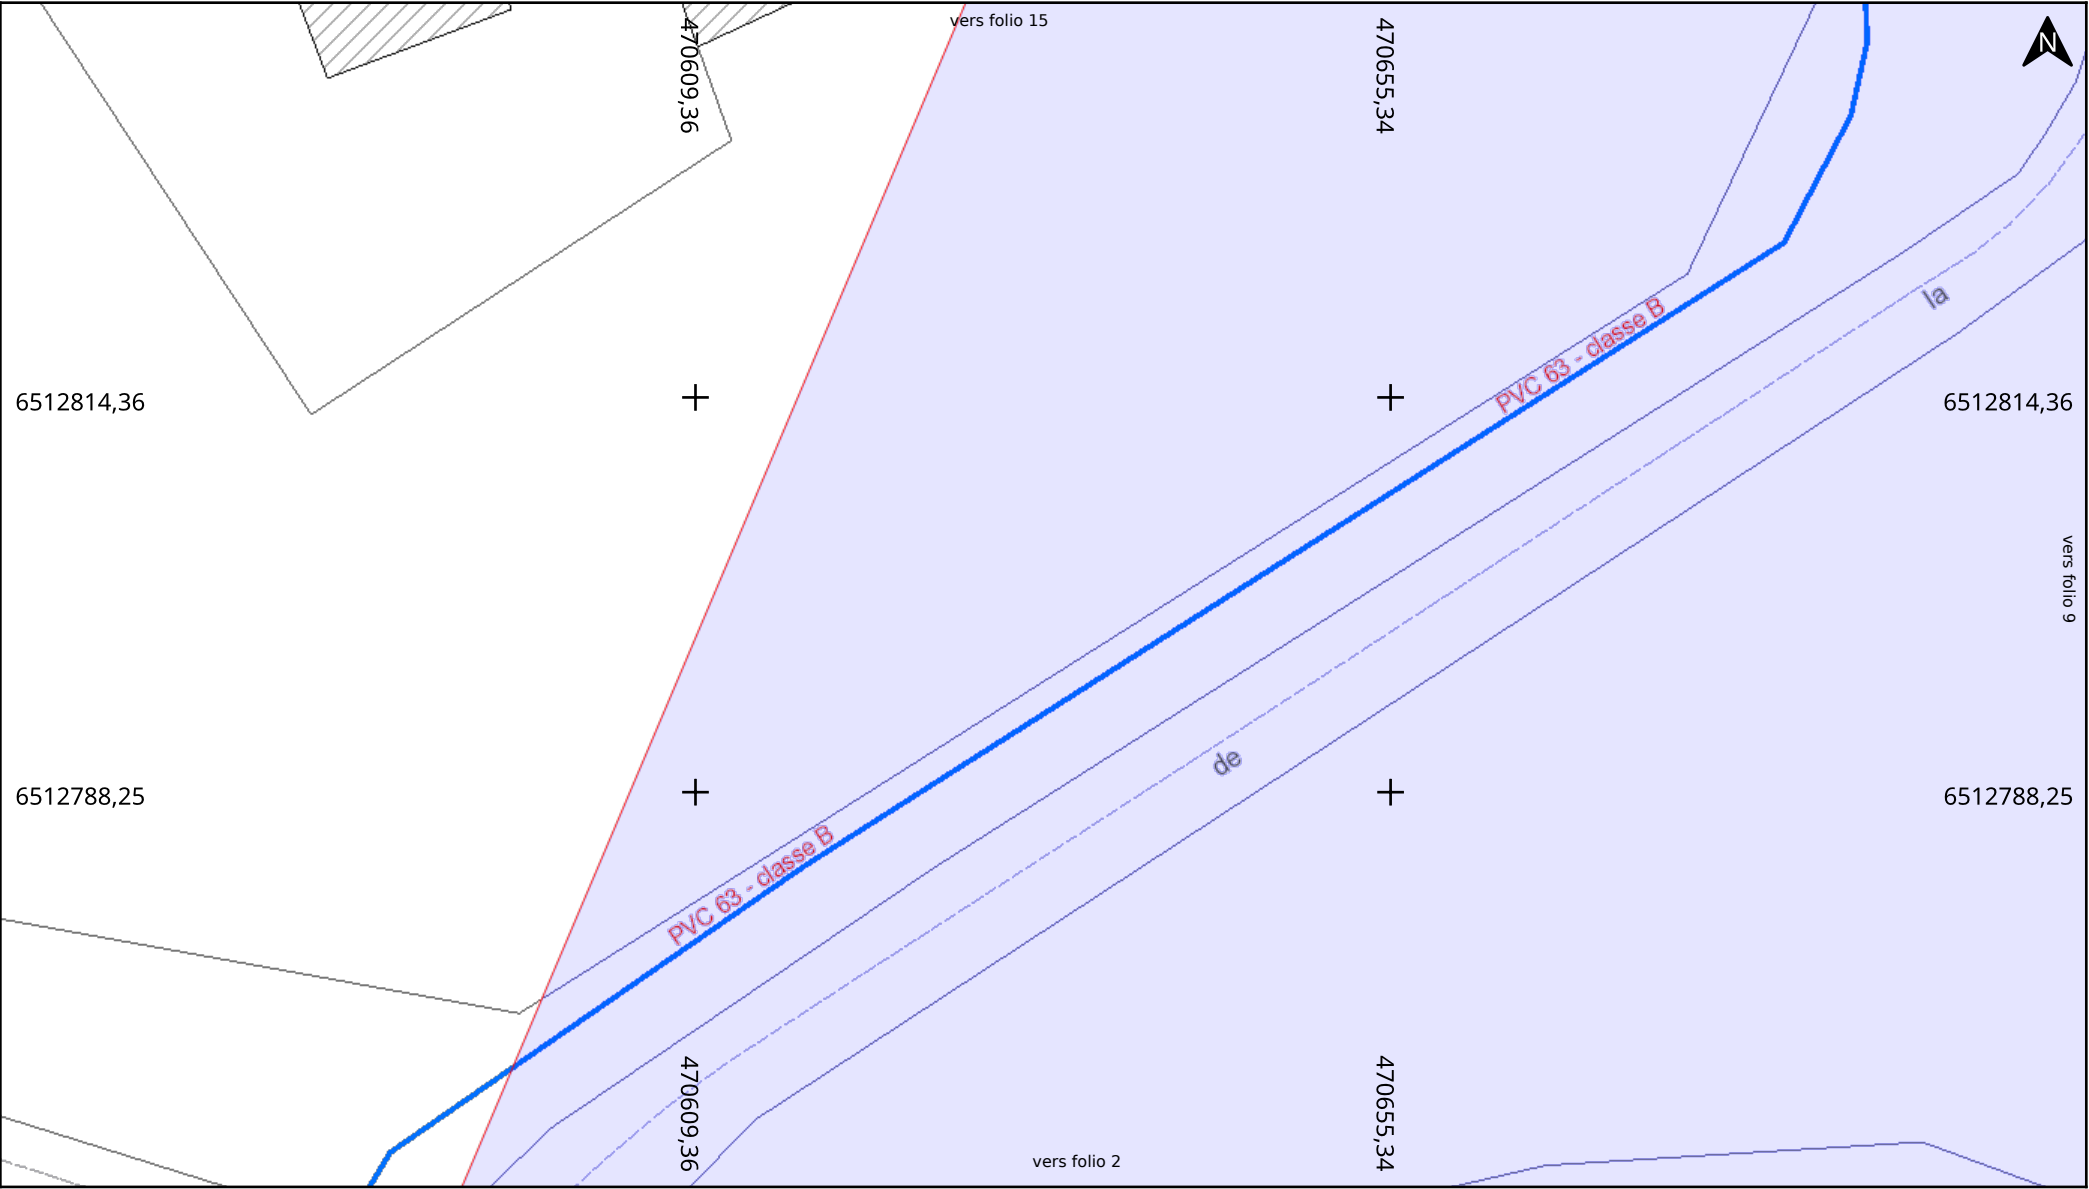 vers folio 15
470609,36
470655,34
N
la
PVC 63 - classe B
6512814,36
6512814,36
vers folio 9
de
6512788,25
6512788,25
PVC 63 - classe B
470609,36
470655,34
vers folio 2